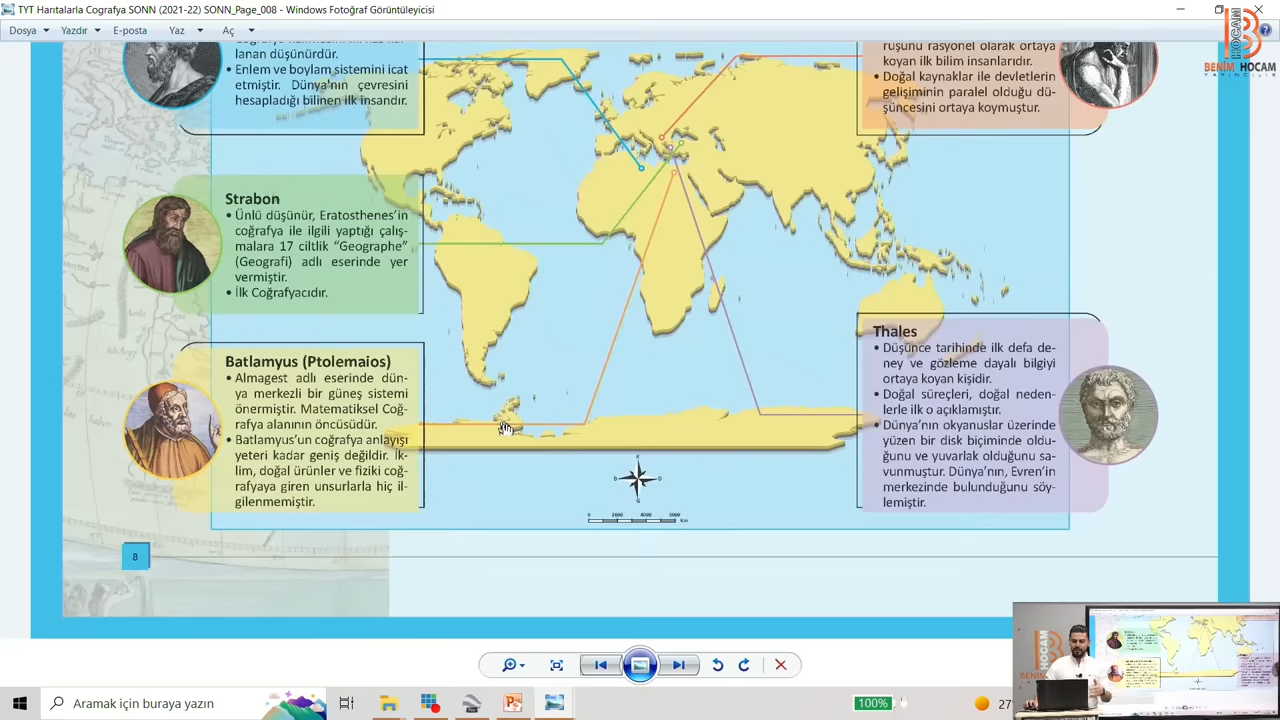 TYT Haritalarla Cografya SONN (2021-22) SONN_Page_008 - Windows Fotoğraf Görüntüleyicisi
Dosya Yazdır E-posta Yaz Aç
lanan düşünürdür.
• Enlem ve boylam sistemini icat
etmiştir. Dünya'nın çevresini
hesapladığı bilinen ilk insandır.
Strabon
• Ünlü düşünür, Eratosthenes'in
coğrafya ile ilgili yaptığı çalış-
malara 17 ciltlik "Geographe"
(Geografi) adlı eserinde yer
vermiştir.
• İlk Coğrafyacıdır.
Batlamyus (Ptolemaios)
• Almagest adlı eserinde dün-
ya merkezli bir güneş sistemi
önermiştir. Matematiksel Coğ-
rafya alanının öncüsüdür.
• Batlamyus'un coğrafya anlayışı
yeteri kadar geniş değildir. İk-
lim, doğal ürünler ve fiziki coğ-
rafyaya giren unsurlarla hiç il-
gilenmemiştir.
ruşunu rasyonel olarak ortaya
koyan ilk bilim insanlarıdır.
• Doğal kaynaklar ile devletlerin
gelişiminin paralel olduğu dü-
şüncesini ortaya koymuştur.
Thales
• Düşünce tarihinde ilk defa de-
ney ve gözleme dayalı bilgiyi
ortaya koyan kişidir.
• Doğal süreçleri, doğal neden-
lerle ilk o açıklamıştır.
• Dünya'nın okyanuslar üzerinde
yüzen bir disk biçiminde oldu-
ğunu ve yuvarlak olduğunu sa-
vunmuştur. Dünya'nın, Evren'in
merkezinde bulunduğunu söy-
lemiştir.
K
B D
G
0 2000 4000 6000
Km
8
HOCAM
BENİM HOCAM
YAYINCILIK
Aramak için buraya yazın
100%
27